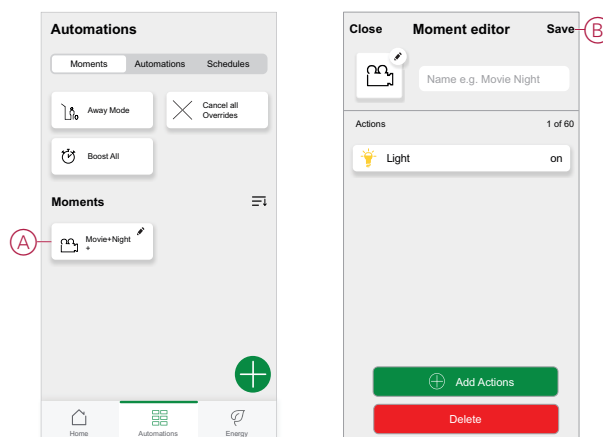 Automations
Moments Automations Schedules
Away Mode
Cancel all
Overrides
Boost All
Moments
A
Movie+Night
+
Home Automations Energy
Close Moment editor Save
B
Name e.g. Movie Night
Actions 1 of 60
Light on
Add Actions
Delete